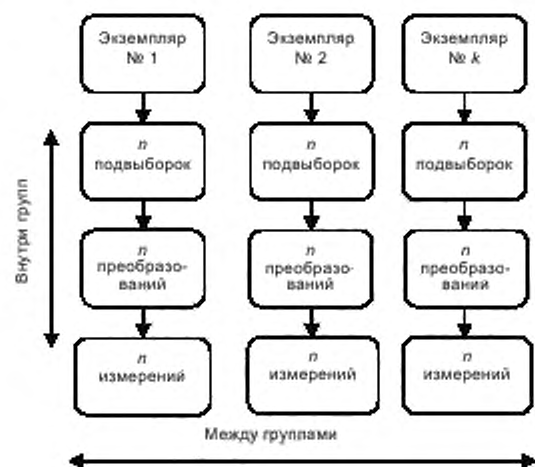 Экземпляр
№ 1
Экземпляр
№ 2
Экземпляр
№ k
n
подвыборок
n
подвыборок
n
подвыборок
Внутри групп
n
преобразо-
ваний
n
преобразо-
ваний
n
преобразо-
ваний
n
измерений
n
измерений
n
измерений
Между группами